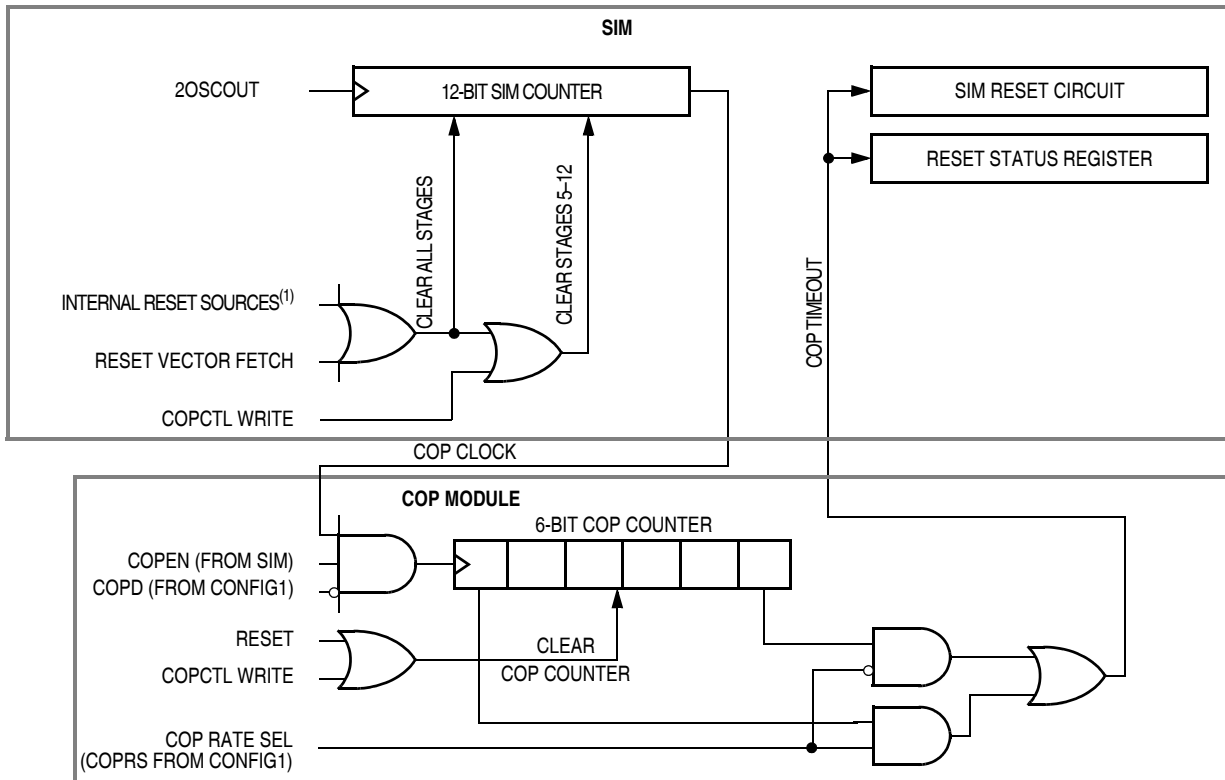 SIM
2OSCOUT
12-BIT SIM COUNTER
SIM RESET CIRCUIT
RESET STATUS REGISTER
CLEAR ALL STAGES
CLEAR STAGES 5–12
COP TIMEOUT
INTERNAL RESET SOURCES(1)
RESET VECTOR FETCH
COPCTL WRITE
COP CLOCK
COP MODULE
6-BIT COP COUNTER
COPEN (FROM SIM)
COPD (FROM CONFIG1)
RESET
COPCTL WRITE
CLEAR
COP COUNTER
COP RATE SEL
(COPRS FROM CONFIG1)